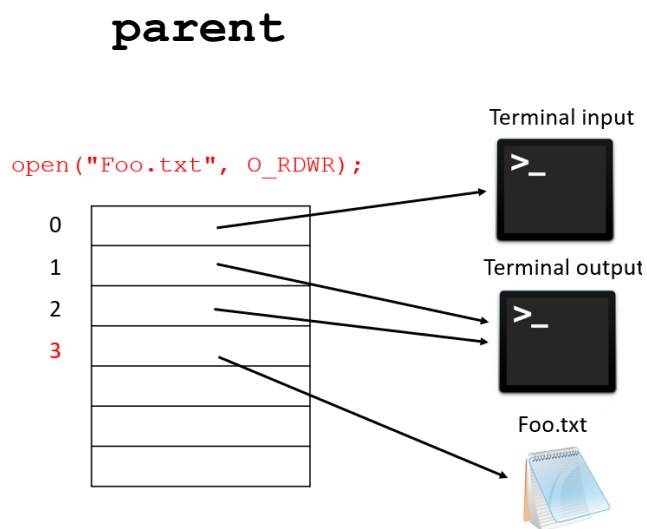 parent
Terminal input
>_
open("Foo.txt", O_RDWR);
0
1
2
3
Terminal output
>_
Foo.txt